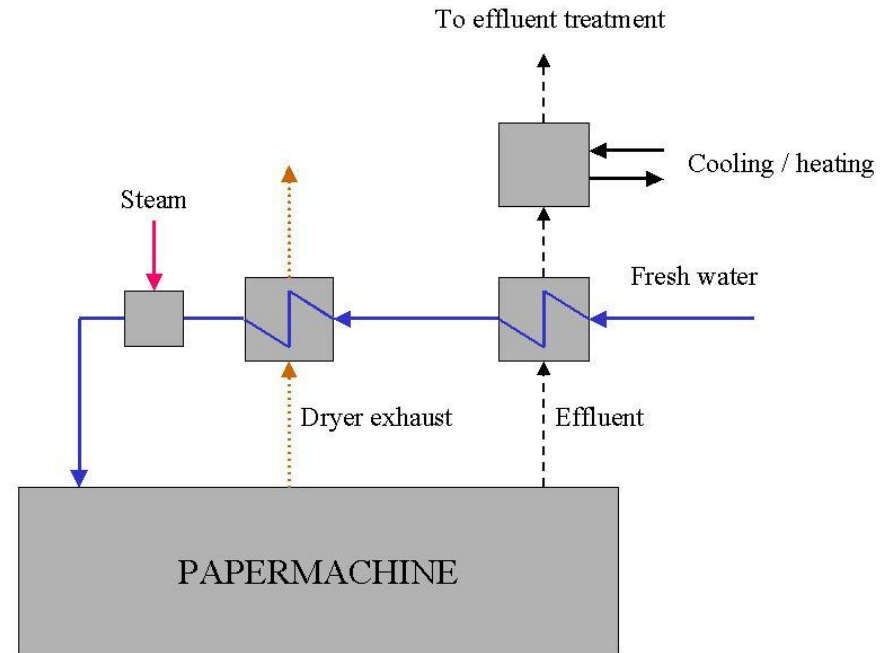 To effluent treatment
Cooling / heating
Steam
Fresh water
Dryer exhaust
Effluent
PAPERMACHINE